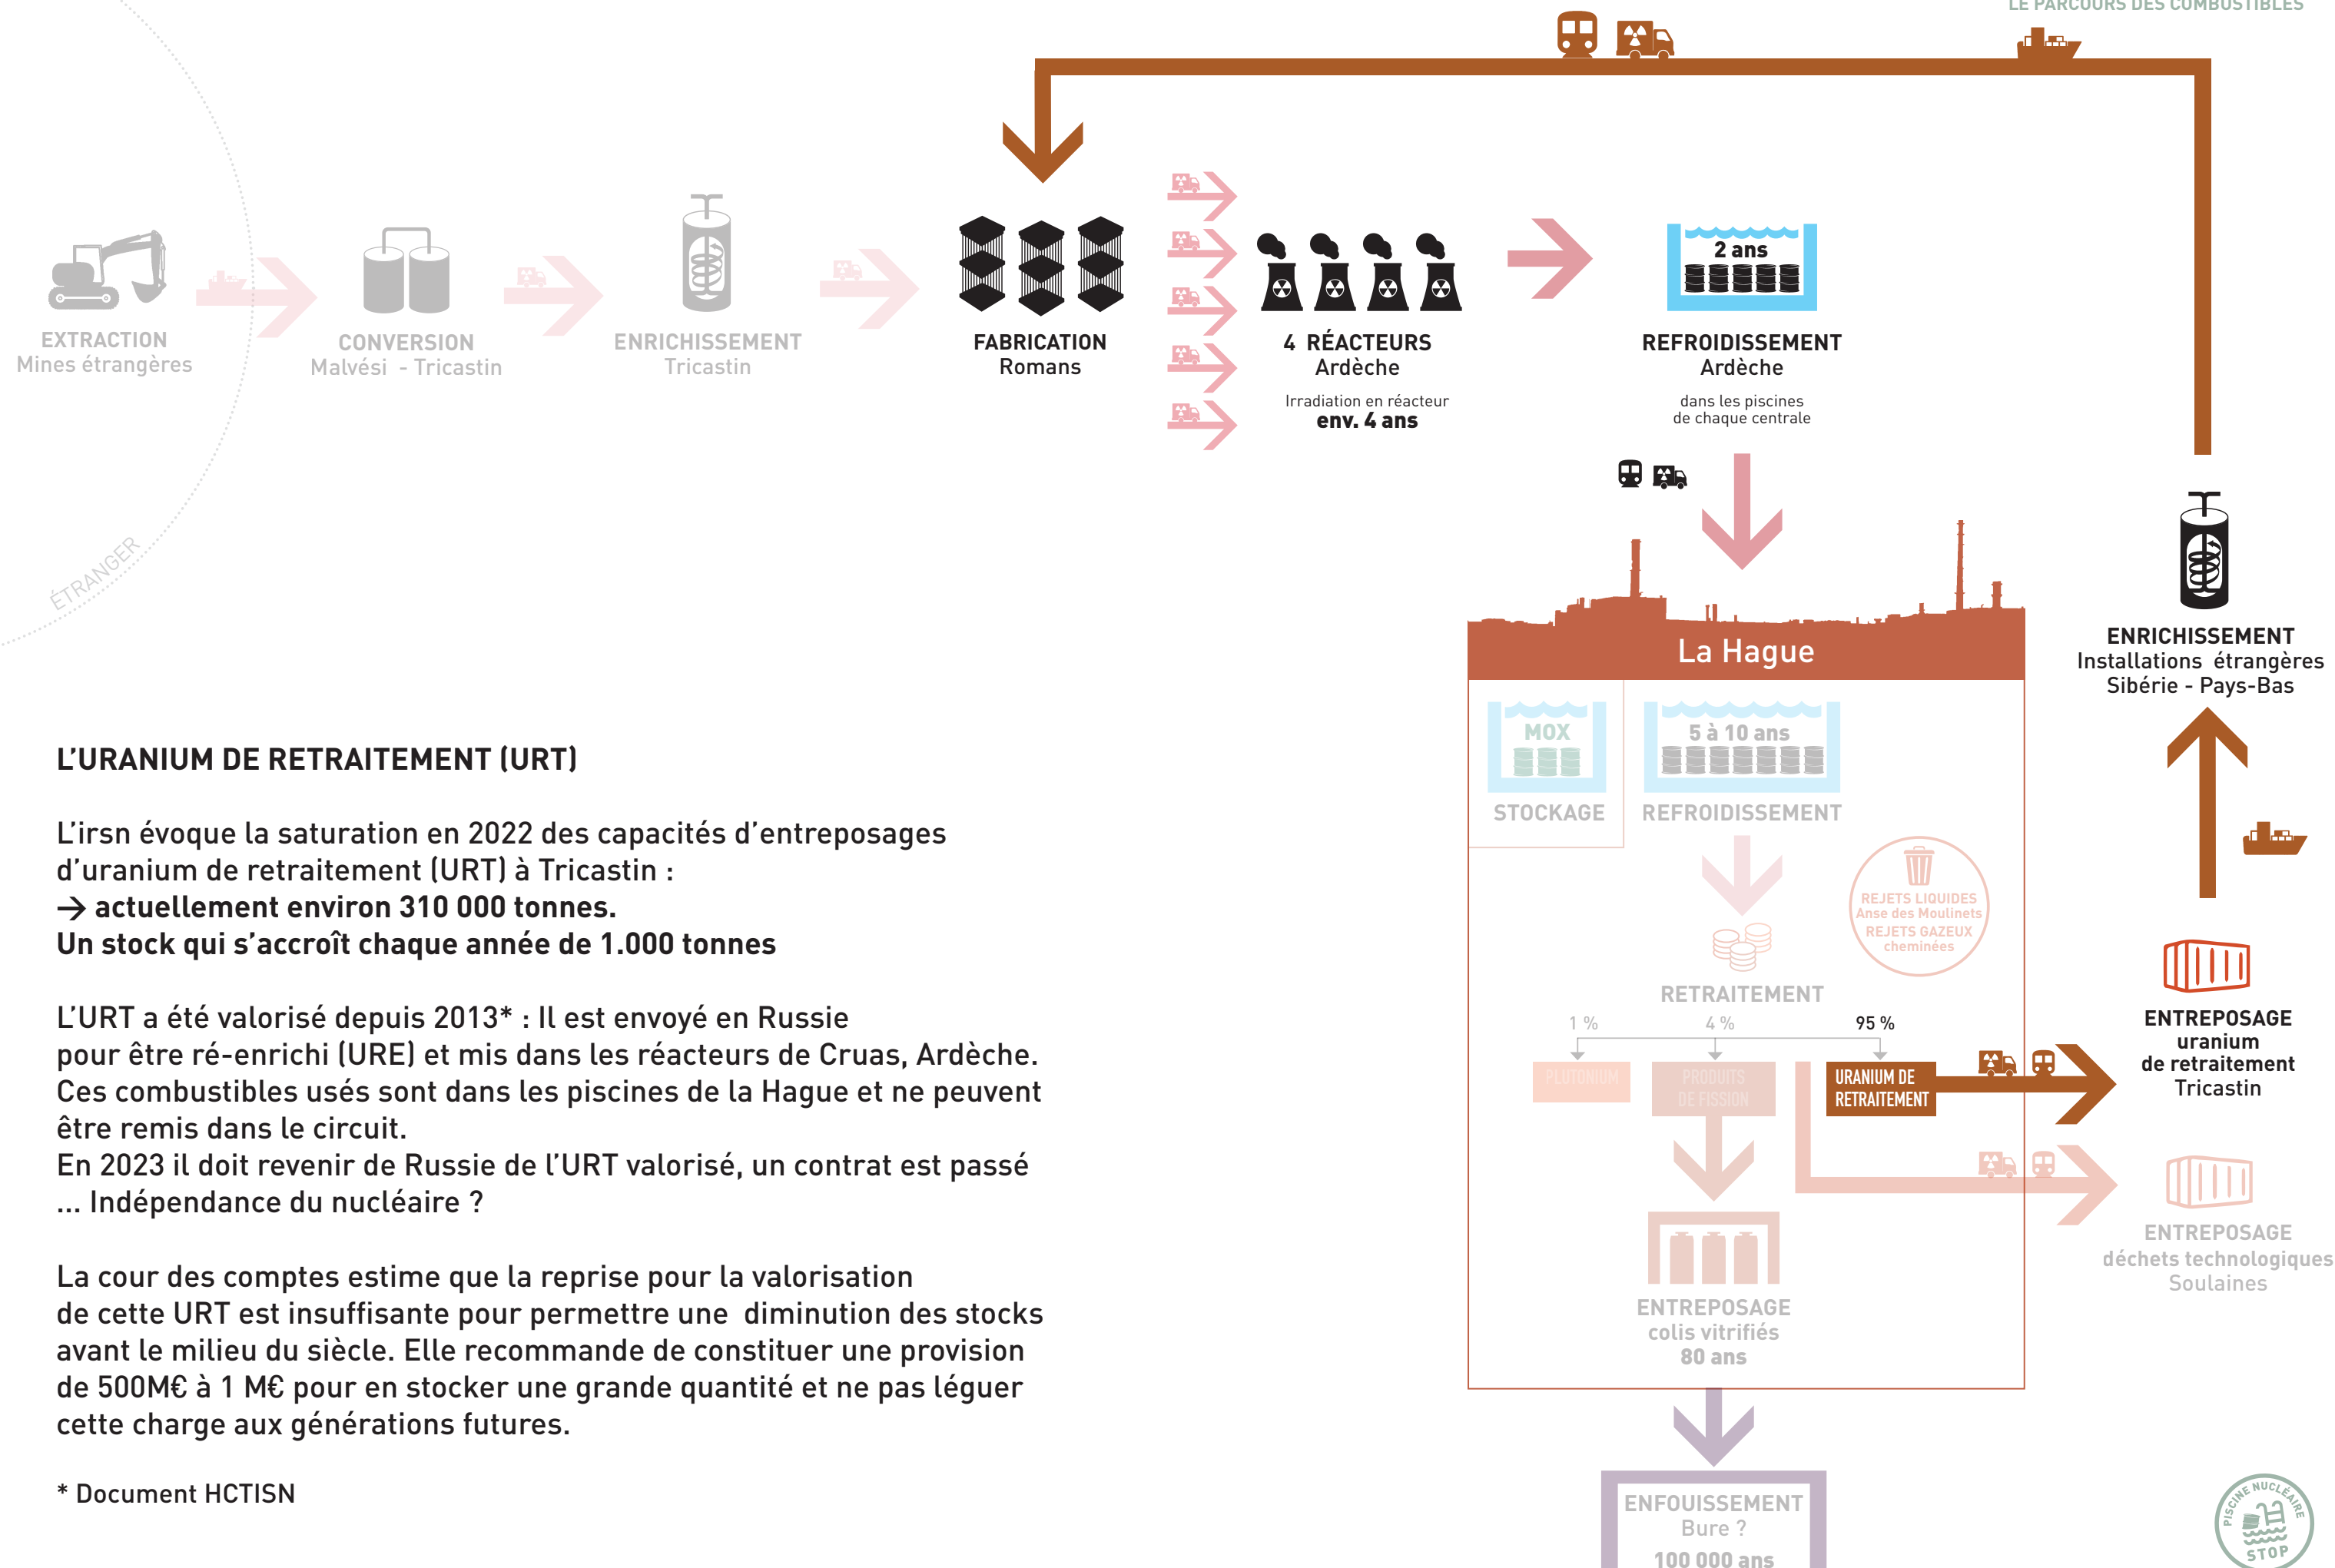 LE PARCOURS DES COMBUSTIBLES
EXTRACTION
Mines étrangères
CONVERSION
Malvési - Tricastin
ENRICHISSEMENT
Tricastin
FABRICATION
Romans
4 RÉACTEURS
Ardèche
Irradiation en réacteur
env. 4 ans
2 ans
REFROIDISSEMENT
Ardèche
dans les piscines
de chaque centrale
ÉTRANGER
La Hague
ENRICHISSEMENT
Installations étrangères
Sibérie - Pays-Bas
MOX
STOCKAGE
5 à 10 ans
REFROIDISSEMENT
REJETS LIQUIDES
Anse des Moulinets
REJETS GAZEUX
cheminées
RETRAITEMENT
1 %
4 %
95 %
PLUTONIUM
PRODUITS
DE FISSION
URANIUM DE
RETRAITEMENT
ENTREPOSAGE
uranium
de retraitement
Tricastin
ENTREPOSAGE
déchets technologiques
Soulaines
ENTREPOSAGE
colis vitrifiés
80 ans
ENFOUISSEMENT
Bure ?
100 000 ans
L'URANIUM DE RETRAITEMENT (URT)
L'irsn évoque la saturation en 2022 des capacités d'entreposages
d'uranium de retraitement (URT) à Tricastin :
→ actuellement environ 310 000 tonnes.
Un stock qui s'accroît chaque année de 1.000 tonnes
L'URT a été valorisé depuis 2013* : Il est envoyé en Russie
pour être ré-enrichi (URE) et mis dans les réacteurs de Cruas, Ardèche.
Ces combustibles usés sont dans les piscines de la Hague et ne peuvent
être remis dans le circuit.
En 2023 il doit revenir de Russie de l'URT valorisé, un contrat est passé
... Indépendance du nucléaire ?
La cour des comptes estime que la reprise pour la valorisation
de cette URT est insuffisante pour permettre une  diminution des stocks
avant le milieu du siècle. Elle recommande de constituer une provision
de 500M€ à 1 M€ pour en stocker une grande quantité et ne pas léguer
cette charge aux générations futures.
* Document HCTISN
PISCINE NUCLÉAIRE
STOP